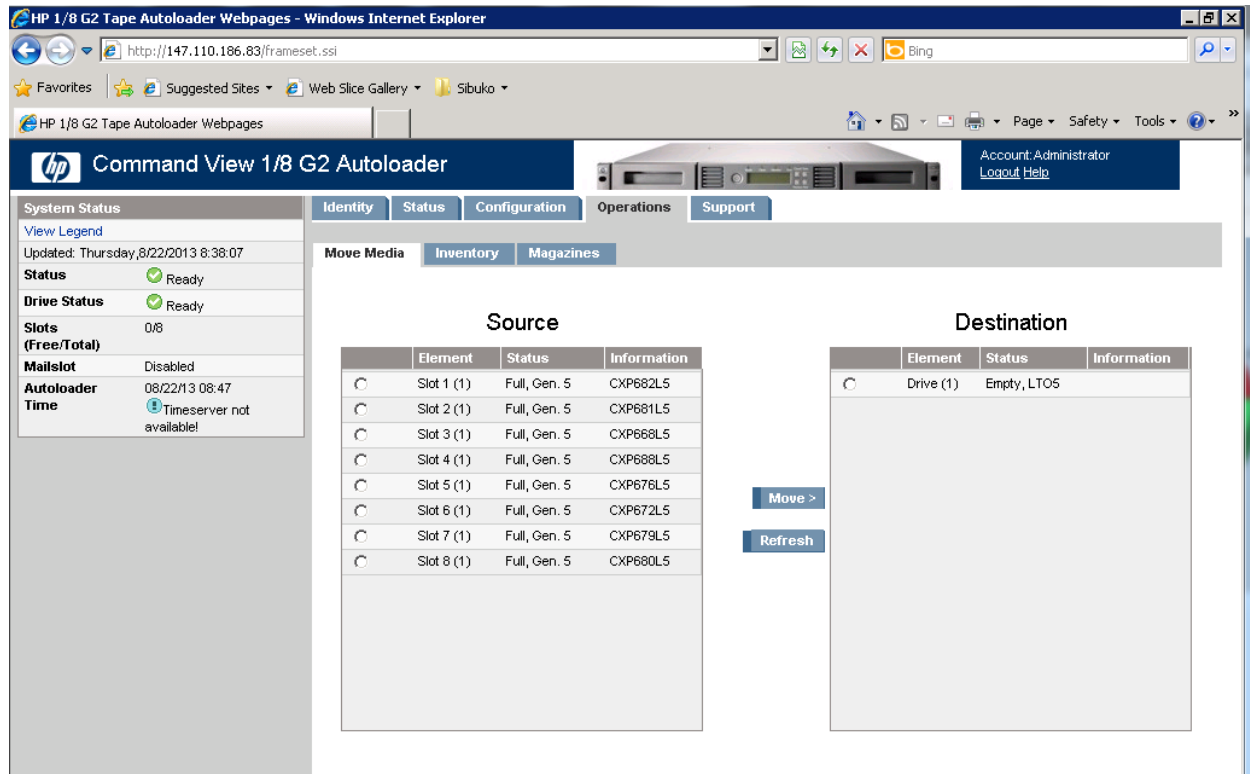 HP 1/8 G2 Tape Autoloader Webpages - Windows Internet Explorer
http://147.110.186.83/frameset.ssi
Bing
Favorites Suggested Sites Web Slice Gallery Sibuko
HP 1/8 G2 Tape Autoloader Webpages
Page Safety Tools »
hp Command View 1/8 G2 Autoloader
Account:Administrator
Logout Help
System Status
View Legend
Updated: Thursday,8/22/2013 8:38:07
Status Ready
Drive Status Ready
Slots (Free/Total) 0/8
Mailslot Disabled
Autoloader Time 08/22/13 08:47
Timeserver not available!
Identity Status Configuration Operations Support
Move Media Inventory Magazines
Source
Element Status Information
Slot 1 (1) Full, Gen. 5 CXP682L5
Slot 2 (1) Full, Gen. 5 CXP681L5
Slot 3 (1) Full, Gen. 5 CXP668L5
Slot 4 (1) Full, Gen. 5 CXP688L5
Slot 5 (1) Full, Gen. 5 CXP676L5
Slot 6 (1) Full, Gen. 5 CXP672L5
Slot 7 (1) Full, Gen. 5 CXP679L5
Slot 8 (1) Full, Gen. 5 CXP680L5
Move >
Refresh
Destination
Element Status Information
Drive (1) Empty, LTO5